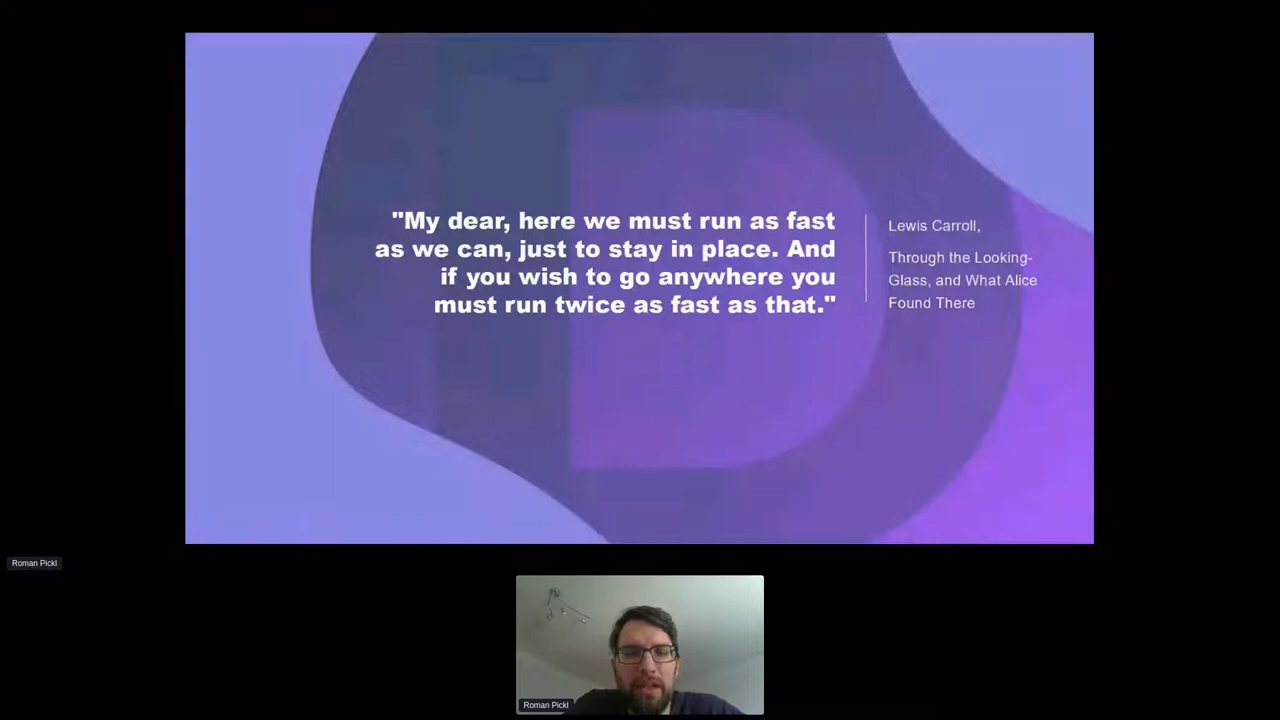 "My dear, here we must run as fast
as we can, just to stay in place. And
if you wish to go anywhere you
must run twice as fast as that."
Lewis Carroll,
Through the Looking-
Glass, and What Alice
Found There
Roman Pickl
Roman Pickl